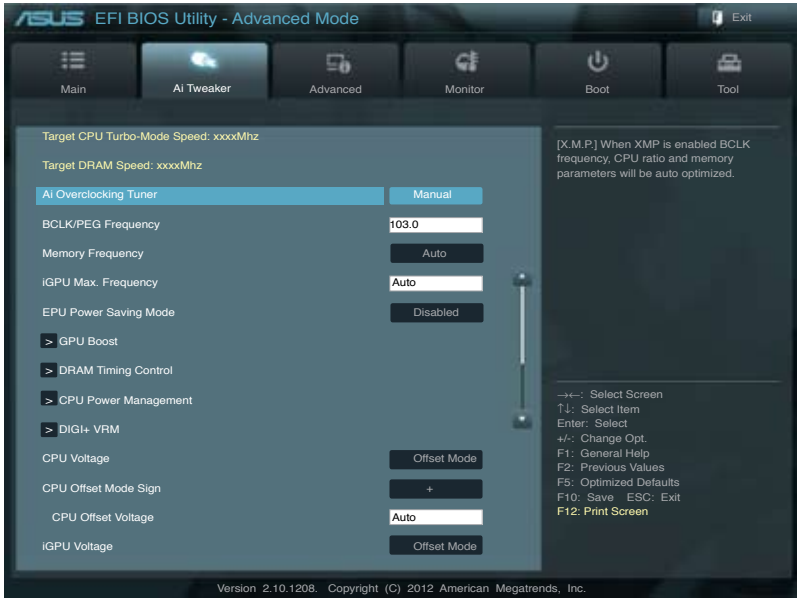 ASUS EFI BIOS Utility - Advanced Mode
Exit
Main
Ai Tweaker
Advanced
Monitor
Boot
Tool
Target CPU Turbo-Mode Speed: xxxxMhz
Target DRAM Speed: xxxxMhz
Ai Overclocking Tuner Manual
BCLK/PEG Frequency 103.0
Memory Frequency Auto
iGPU Max. Frequency Auto
EPU Power Saving Mode Disabled
> GPU Boost
> DRAM Timing Control
> CPU Power Management
> DIGI+ VRM
CPU Voltage Offset Mode
CPU Offset Mode Sign +
CPU Offset Voltage Auto
iGPU Voltage Offset Mode
[X.M.P.] When XMP is enabled BCLK
frequency, CPU ratio and memory
parameters will be auto optimized.
→←: Select Screen
↑↓: Select Item
Enter: Select
+/-: Change Opt.
F1: General Help
F2: Previous Values
F5: Optimized Defaults
F10: Save ESC: Exit
F12: Print Screen
Version 2.10.1208. Copyright (C) 2012 American Megatrends, Inc.